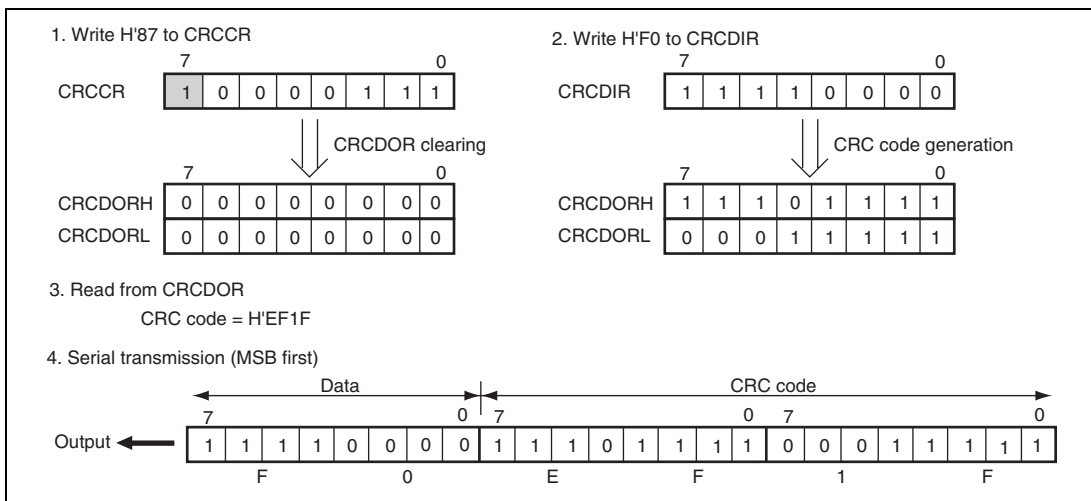 1. Write H'87 to CRCCR
7 0
CRCCR 1 0 0 0 0 1 1 1
CRCDOR clearing
7 0
CRCDORH 0 0 0 0 0 0 0 0
CRCDORL 0 0 0 0 0 0 0 0
2. Write H'F0 to CRCDIR
7 0
CRCDIR 1 1 1 1 0 0 0 0
CRC code generation
7 0
CRCDORH 1 1 1 0 1 1 1 1
CRCDORL 0 0 0 1 1 1 1 1
3. Read from CRCDOR
CRC code = H'EF1F
4. Serial transmission (MSB first)
Data CRC code
7 0 7 0 7 0
Output 1 1 1 1 0 0 0 0 1 1 1 0 1 1 1 1 0 0 0 1 1 1 1 1
F 0 E F 1 F